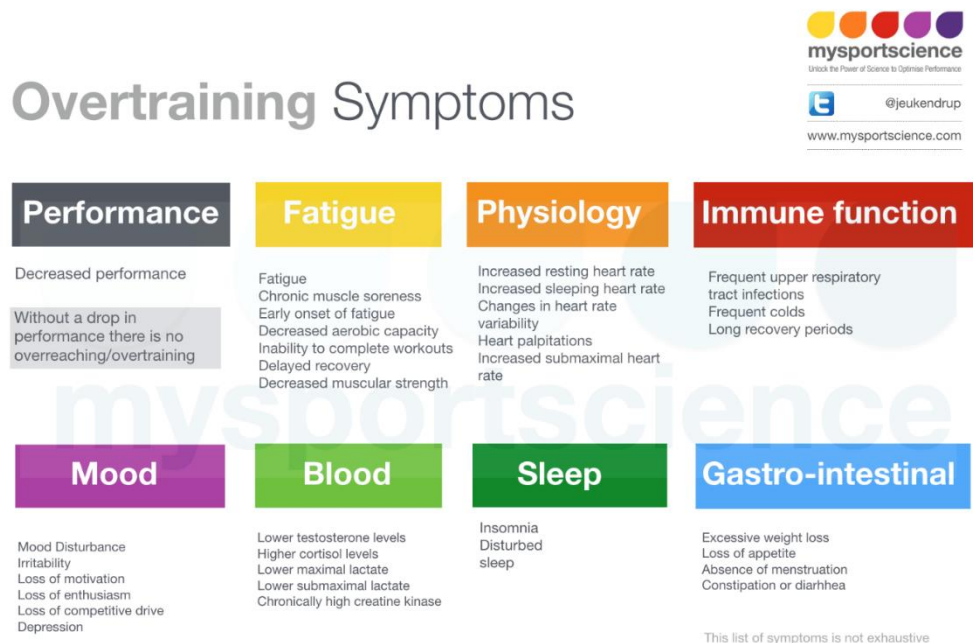 mysportscience
Unlock the Power of Science to Optimise Performance
@jeukendrup
www.mysportscience.com
Overtraining Symptoms
Performance
Decreased performance
Without a drop in
performance there is no
overreaching/overtraining
Fatigue
Fatigue
Chronic muscle soreness
Early onset of fatigue
Decreased aerobic capacity
Inability to complete workouts
Delayed recovery
Decreased muscular strength
Physiology
Increased resting heart rate
Increased sleeping heart rate
Changes in heart rate
variability
Heart palpitations
Increased submaximal heart
rate
Immune function
Frequent upper respiratory
tract infections
Frequent colds
Long recovery periods
mysportscience
Mood
Mood Disturbance
Irritability
Loss of motivation
Loss of enthusiasm
Loss of competitive drive
Depression
Blood
Lower testosterone levels
Higher cortisol levels
Lower maximal lactate
Lower submaximal lactate
Chronically high creatine kinase
Sleep
Insomnia
Disturbed
sleep
Gastro-intestinal
Excessive weight loss
Loss of appetite
Absence of menstruation
Constipation or diarhhea
This list of symptoms is not exhaustive